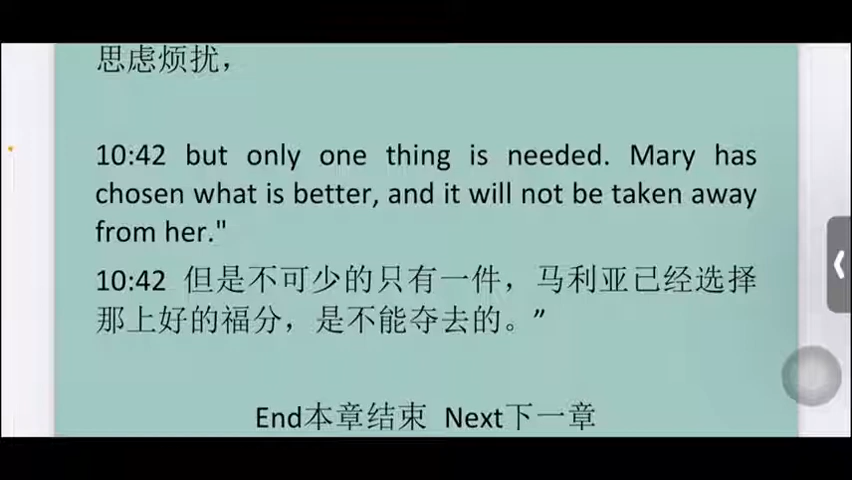 思虑烦扰，
10:42 but only one thing is needed. Mary has
chosen what is better, and it will not be taken away
from her."
10:42 但是不可少的只有一件，马利亚已经选择
那上好的福分，是不能夺去的。”
End本章结束 Next下一章